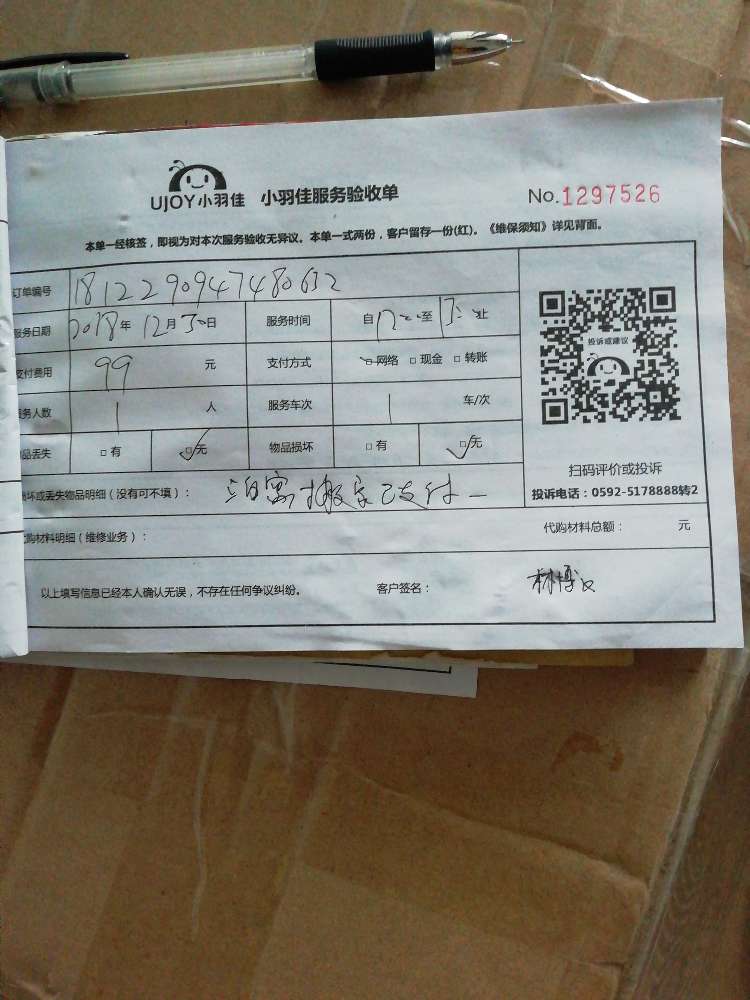 UJOY小羽佳 小羽佳服务验收单 No.1297526
本单一经核签，即视为对本次服务验收无异议。本单一式两份，客户留存一份(红)。《维保须知》详见背面。
订单编号 1812290947480632
服务日期 2018年12月30日 服务时间 自 至 止
支付费用 99 元 支付方式 □网络 □现金 □转账
务人数 1 人 服务车次 1 车/次
品丢失 □有 □无 物品损坏 □有 □无
投诉或建议
扫码评价或投诉
投诉电话：0592-5178888转2
坏或丢失物品明细（没有可不填）： 搬家已支付
购材料明细（维修业务）： 代购材料总额： 元
以上填写信息已经本人确认无误，不存在任何争议纠纷。 客户签名： 林博